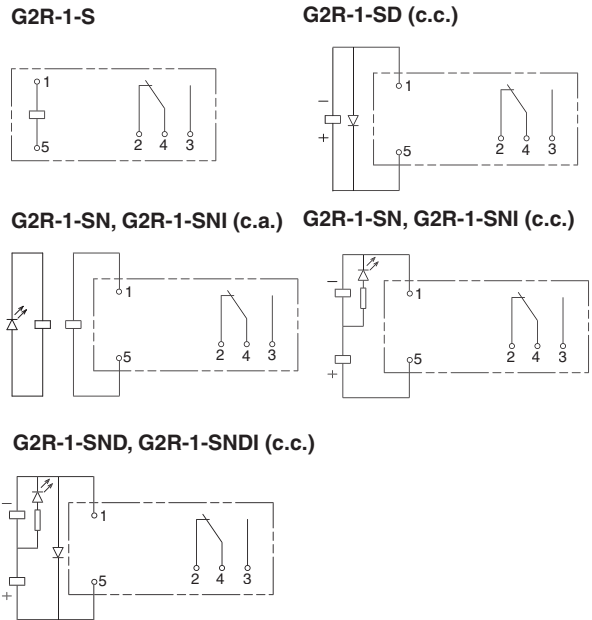 G2R-1-S
1
5
2 4 3
G2R-1-SD (c.c.)
−
+
1
5
2 4 3
G2R-1-SN, G2R-1-SNI (c.a.)
1
5
2 4 3
G2R-1-SN, G2R-1-SNI (c.c.)
−
+
1
5
2 4 3
G2R-1-SND, G2R-1-SNDI (c.c.)
−
+
1
5
2 4 3